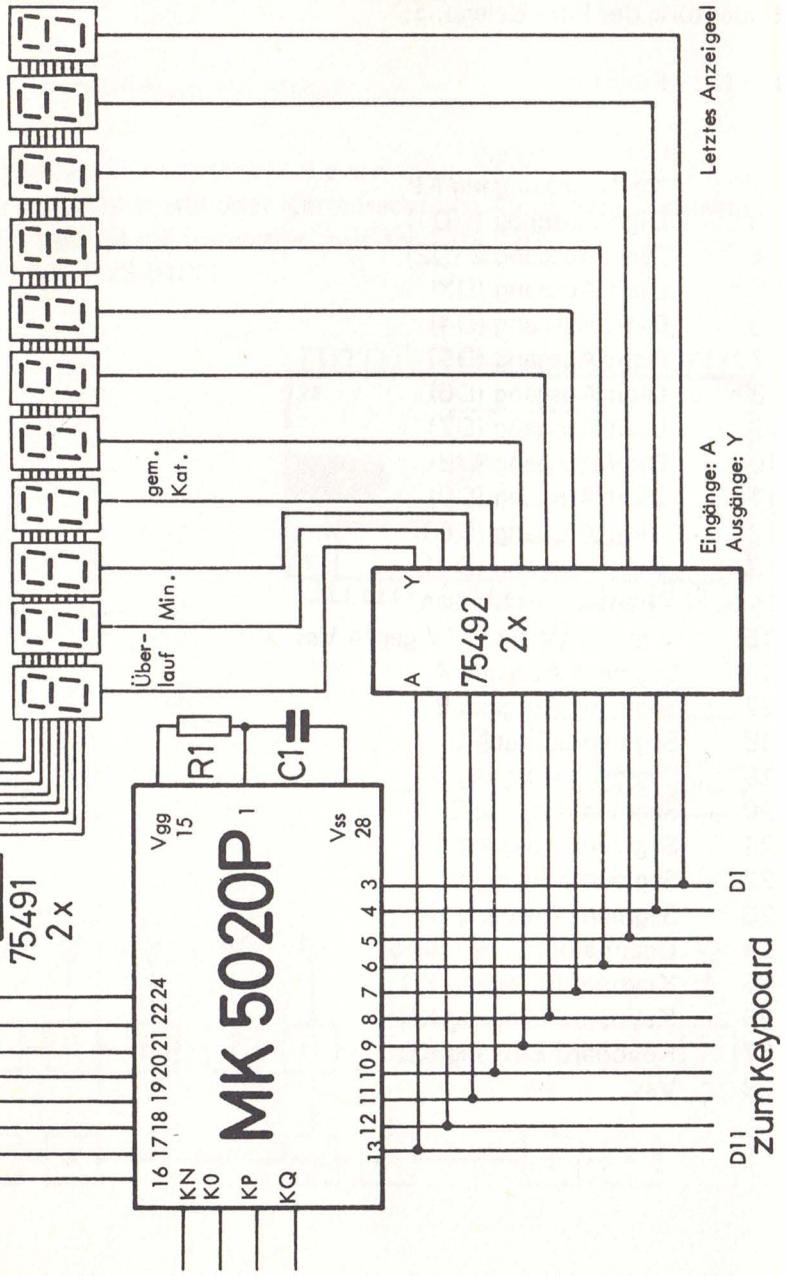 Letztes Anzeigeel
gem.
Kat.
Min.
Über-
lauf
Eingänge: A
Ausgänge: Y
Y
75492
2 x
A
R1
C1
Vgg
15
1
Vss
28
MK 5020P
75491
2 x
16 17 18 19 20 21 22 24
KN
KO
KP
KQ
13 12 11 10 9 8 7 6 5 4 3
D11
D1
zum Keyboard